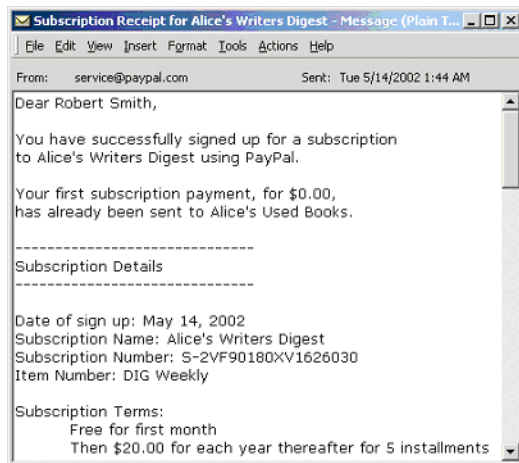 Subscription Receipt for Alice's Writers Digest - Message (Plain T...
File Edit View Insert Format Tools Actions Help
From: service@paypal.com Sent: Tue 5/14/2002 1:44 AM
Dear Robert Smith,
You have successfully signed up for a subscription
to Alice's Writers Digest using PayPal.
Your first subscription payment, for $0.00,
has already been sent to Alice's Used Books.
------------------------------
Subscription Details
------------------------------
Date of sign up: May 14, 2002
Subscription Name: Alice's Writers Digest
Subscription Number: S-2VF90180XV1626030
Item Number: DIG Weekly
Subscription Terms:
Free for first month
Then $20.00 for each year thereafter for 5 installments